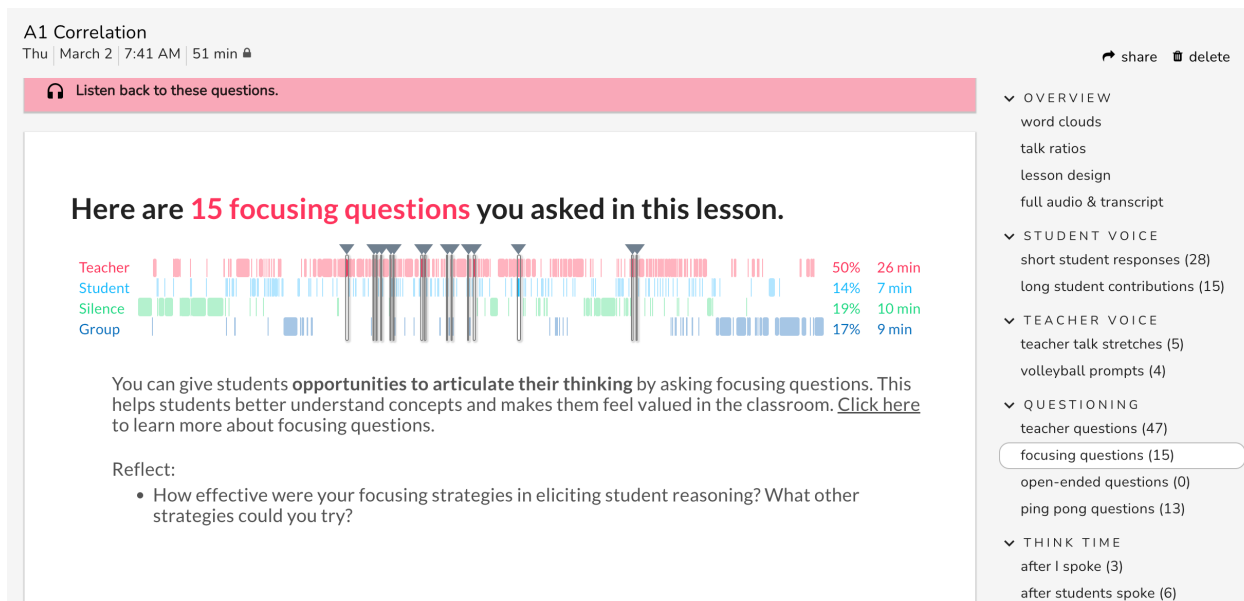 A1 Correlation
Thu March 2 7:41 AM 51 min
share delete
Listen back to these questions.
Here are 15 focusing questions you asked in this lesson.
Teacher 50% 26 min
Student 14% 7 min
Silence 19% 10 min
Group 17% 9 min
You can give students opportunities to articulate their thinking by asking focusing questions. This
helps students better understand concepts and makes them feel valued in the classroom. Click here
to learn more about focusing questions.
Reflect:
• How effective were your focusing strategies in eliciting student reasoning? What other
strategies could you try?
OVERVIEW
word clouds
talk ratios
lesson design
full audio & transcript
STUDENT VOICE
short student responses (28)
long student contributions (15)
TEACHER VOICE
teacher talk stretches (5)
volleyball prompts (4)
QUESTIONING
teacher questions (47)
focusing questions (15)
open-ended questions (0)
ping pong questions (13)
THINK TIME
after I spoke (3)
after students spoke (6)